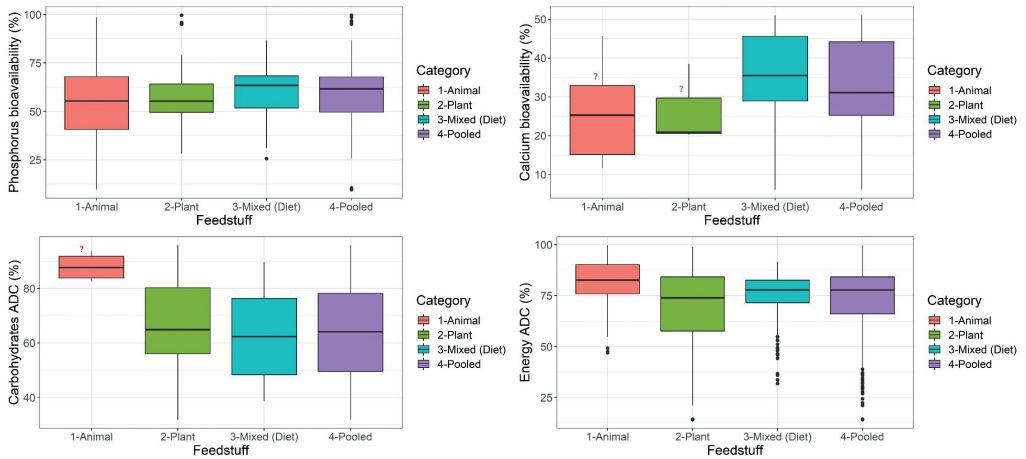 Phosphorus bioavailability (%)
100
75
50
25
1-Animal 2-Plant 3-Mixed (Diet) 4-Pooled
Feedstuff
Category
1-Animal
2-Plant
3-Mixed (Diet)
4-Pooled
Calcium bioavailability (%)
50
40
30
20
10
?
?
1-Animal 2-Plant 3-Mixed (Diet) 4-Pooled
Feedstuff
Category
1-Animal
2-Plant
3-Mixed (Diet)
4-Pooled
Carbohydrates ADC (%)
80
60
40
?
1-Animal 2-Plant 3-Mixed (Diet) 4-Pooled
Feedstuff
Category
1-Animal
2-Plant
3-Mixed (Diet)
4-Pooled
Energy ADC (%)
100
75
50
25
1-Animal 2-Plant 3-Mixed (Diet) 4-Pooled
Feedstuff
Category
1-Animal
2-Plant
3-Mixed (Diet)
4-Pooled